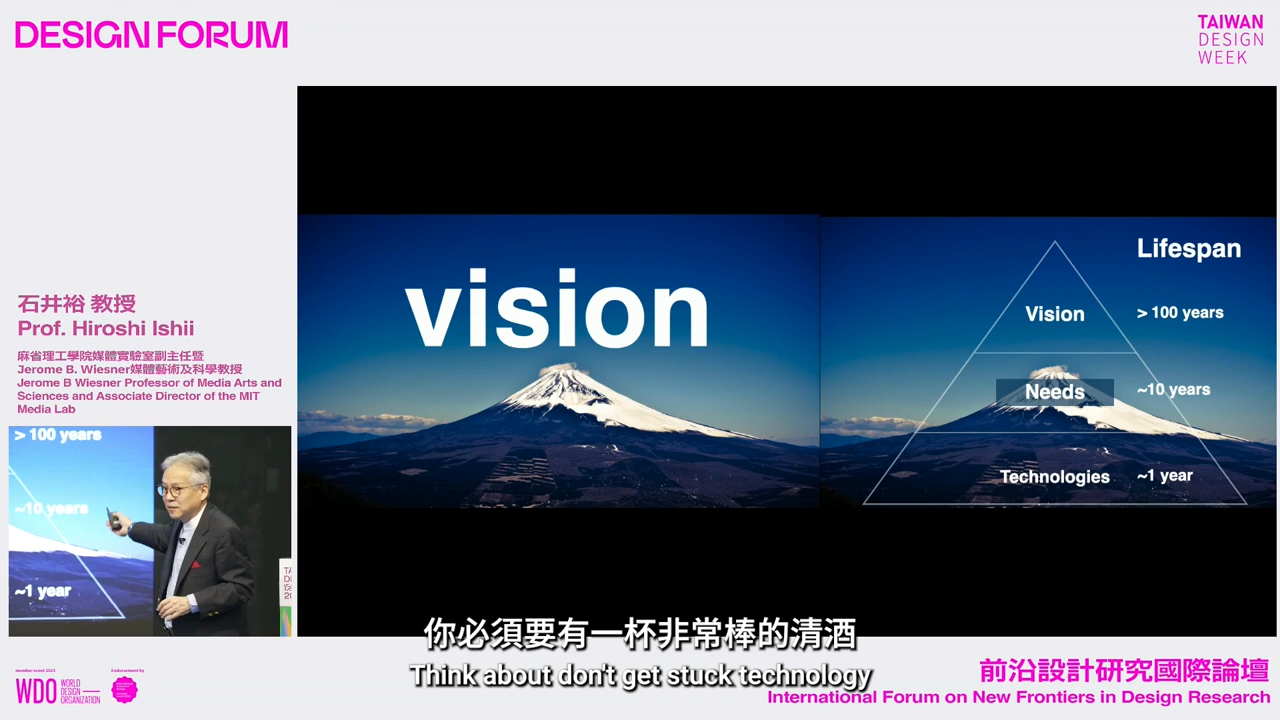 DESIGN FORUM
TAIWAN
DESIGN
WEEK
vision
Lifespan
Vision
> 100 years
Needs
~10 years
Technologies
~1 year
石井裕 教授
Prof. Hiroshi Ishii
麻省理工學院媒體實驗室副主任暨
Jerome B. Wiesner媒體藝術及科學教授
Jerome B Wiesner Professor of Media Arts and
Sciences and Associate Director of the MIT
Media Lab
> 100 years
~10 years
~1 year
你必須要有一杯非常棒的清酒
Think about don't get stuck technology
member event 2023
WDO
WORLD
DESIGN
ORGANIZATION
Endorsement by
前沿設計研究國際論壇
International Forum on New Frontiers in Design Research